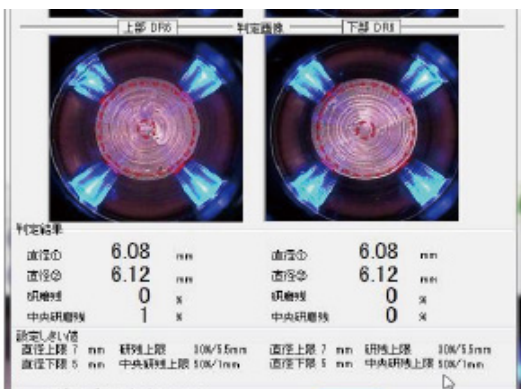 上部 DR6 判定画像 下部 DR6
判定結果
直径① 6.08 mm 直径① 6.08 mm
直径② 6.12 mm 直径② 6.12 mm
研磨残 0 % 研磨残 0 %
中央研磨残 1 % 中央研磨残 0 %
設定しきい値
直径上限 7 mm 研残上限 30%/5.5mm 直径上限 7 mm 研残上限 30%/5.5mm
直径下限 5 mm 中央研残上限 50%/1mm 直径下限 5 mm 中央研残上限 50%/1mm